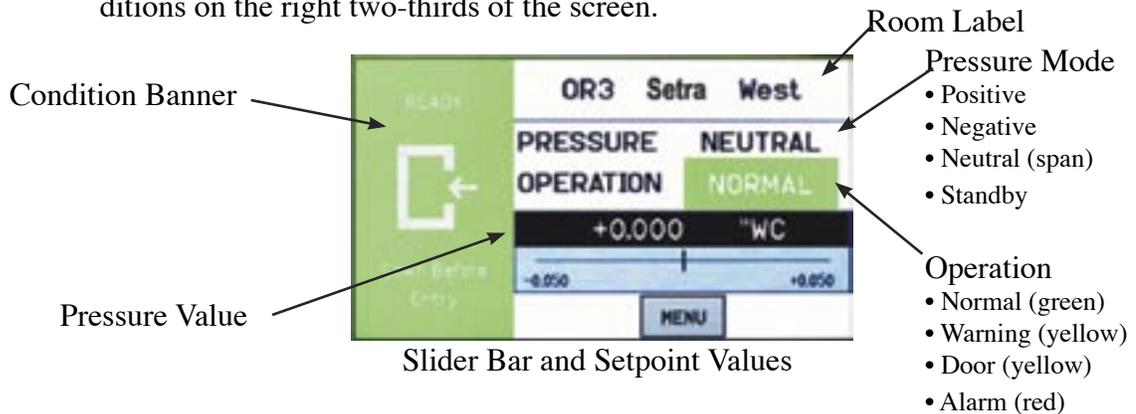 ditions on the right two-thirds of the screen.
Room Label
Pressure Mode
• Positive
• Negative
• Neutral (span)
• Standby
Condition Banner
READY
OR3 Setra West
PRESSURE NEUTRAL
OPERATION NORMAL
+0.000 "WC
-0.050 +0.050
Before
Entry
MENU
Pressure Value
Operation
• Normal (green)
• Warning (yellow)
• Door (yellow)
• Alarm (red)
Slider Bar and Setpoint Values